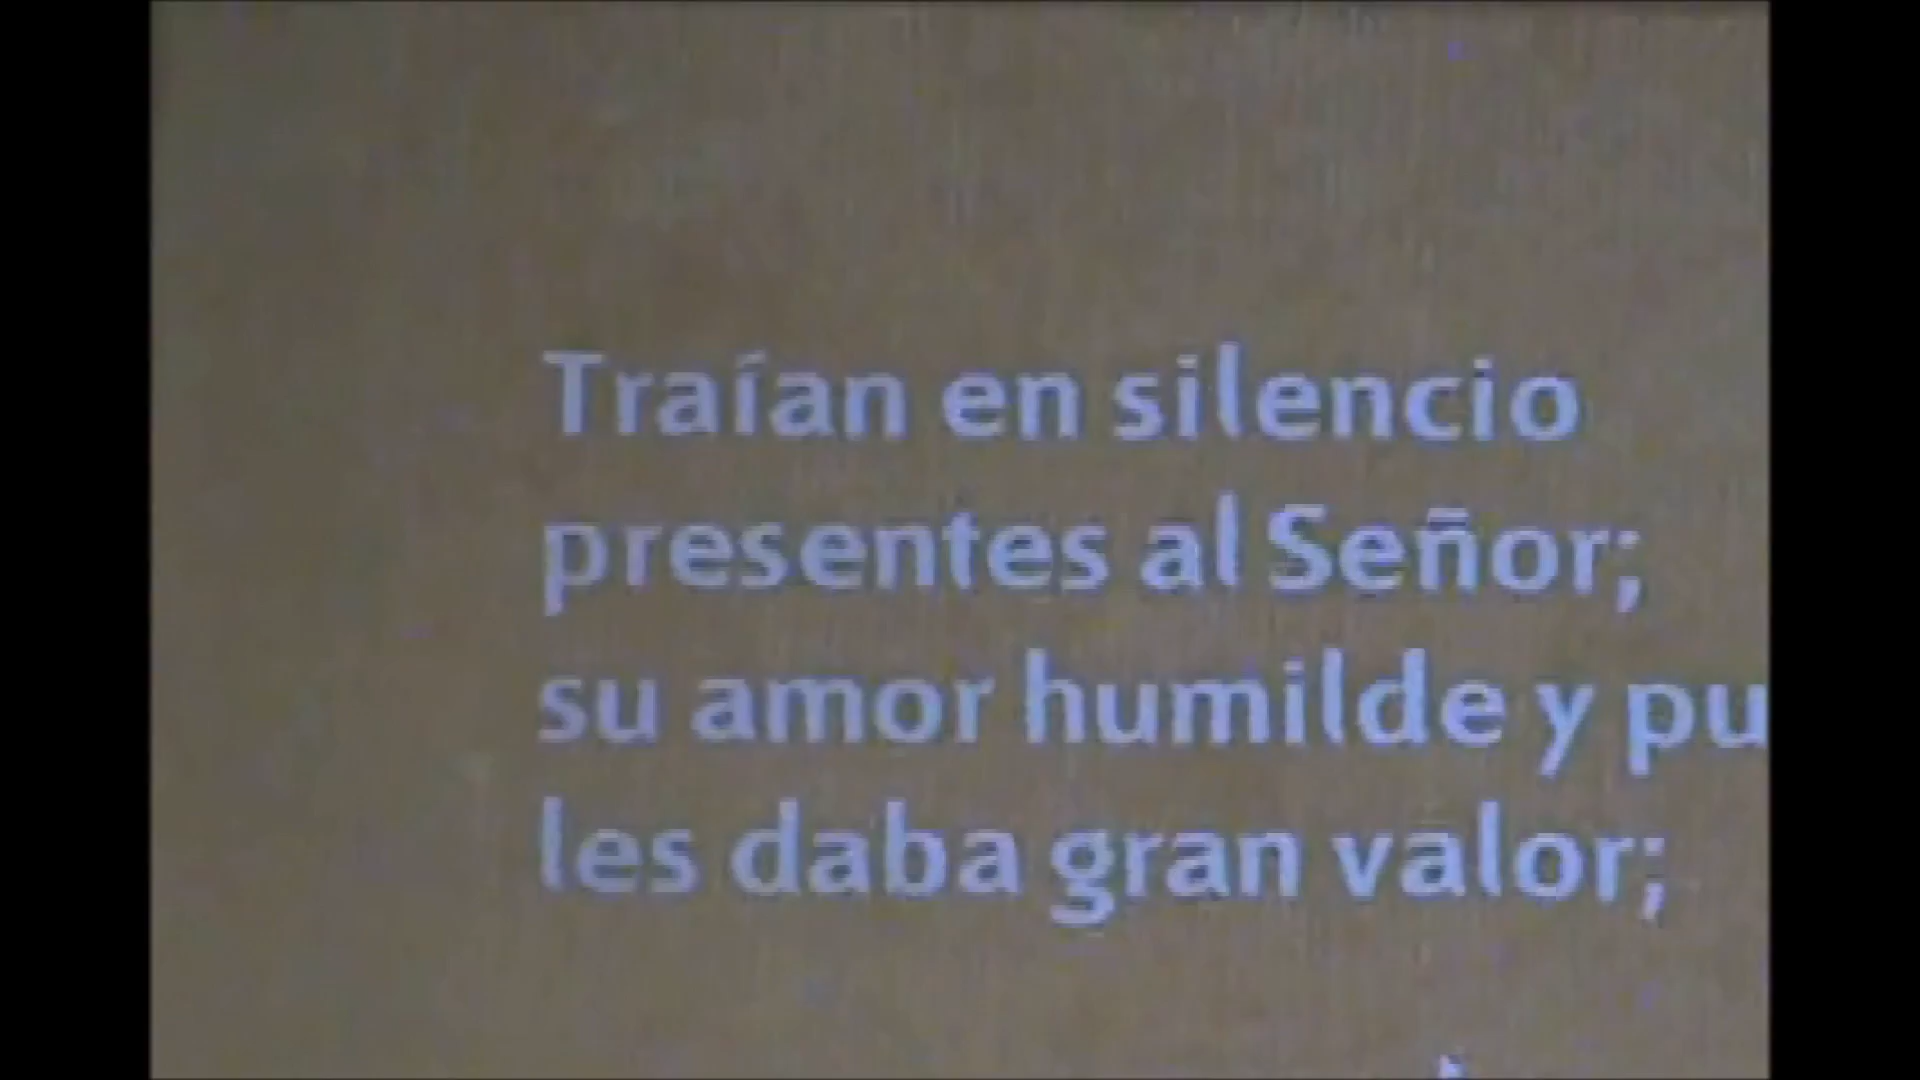 Traían en silencio
presentes al Señor;
su amor humilde y pu
les daba gran valor;